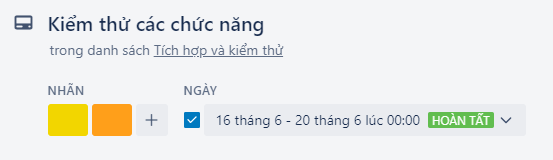 Kiểm thử các chức năng
trong danh sách Tích hợp và kiểm thử
NHÃN NGÀY
+ 16 tháng 6 - 20 tháng 6 lúc 00:00 HOÀN TẤT